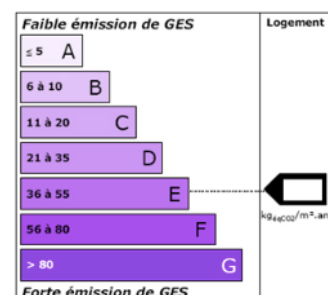 Faible émission de GES
Logement
≤ 5 A
6 à 10 B
11 à 20 C
21 à 35 D
36 à 55 E
kgéqCO2/m².an
56 à 80 F
> 80 G
Forte émission de GES